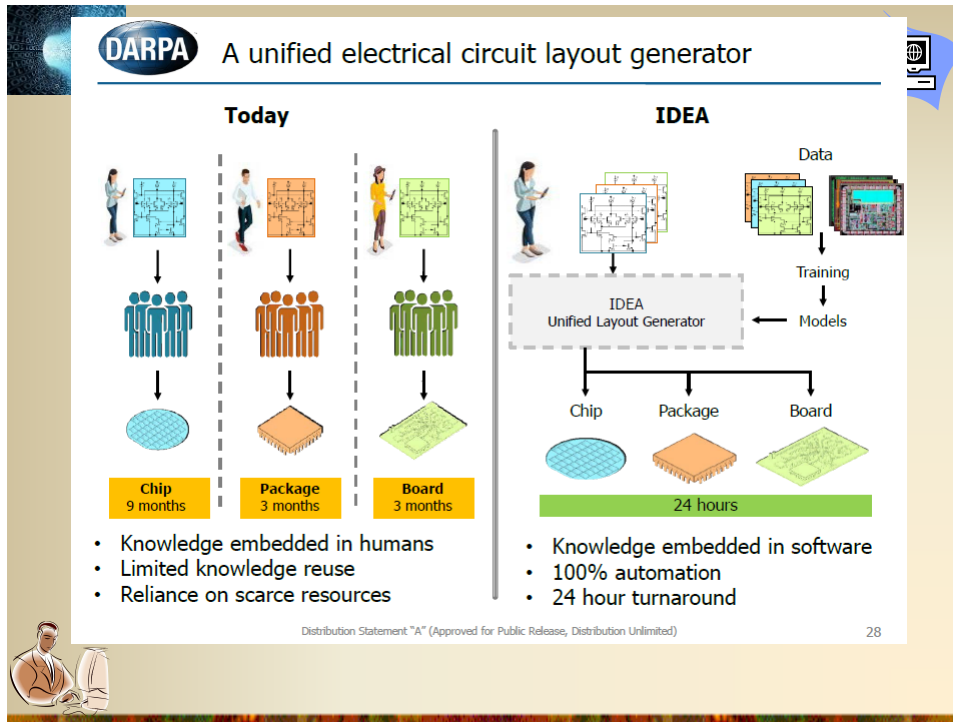 DARPA
A unified electrical circuit layout generator
Today
IDEA
Data
Training
Models
IDEA
Unified Layout Generator
Chip
Package
Board
Chip
9 months
Package
3 months
Board
3 months
24 hours
• Knowledge embedded in humans
• Limited knowledge reuse
• Reliance on scarce resources
• Knowledge embedded in software
• 100% automation
• 24 hour turnaround
Distribution Statement “A” (Approved for Public Release, Distribution Unlimited)
28